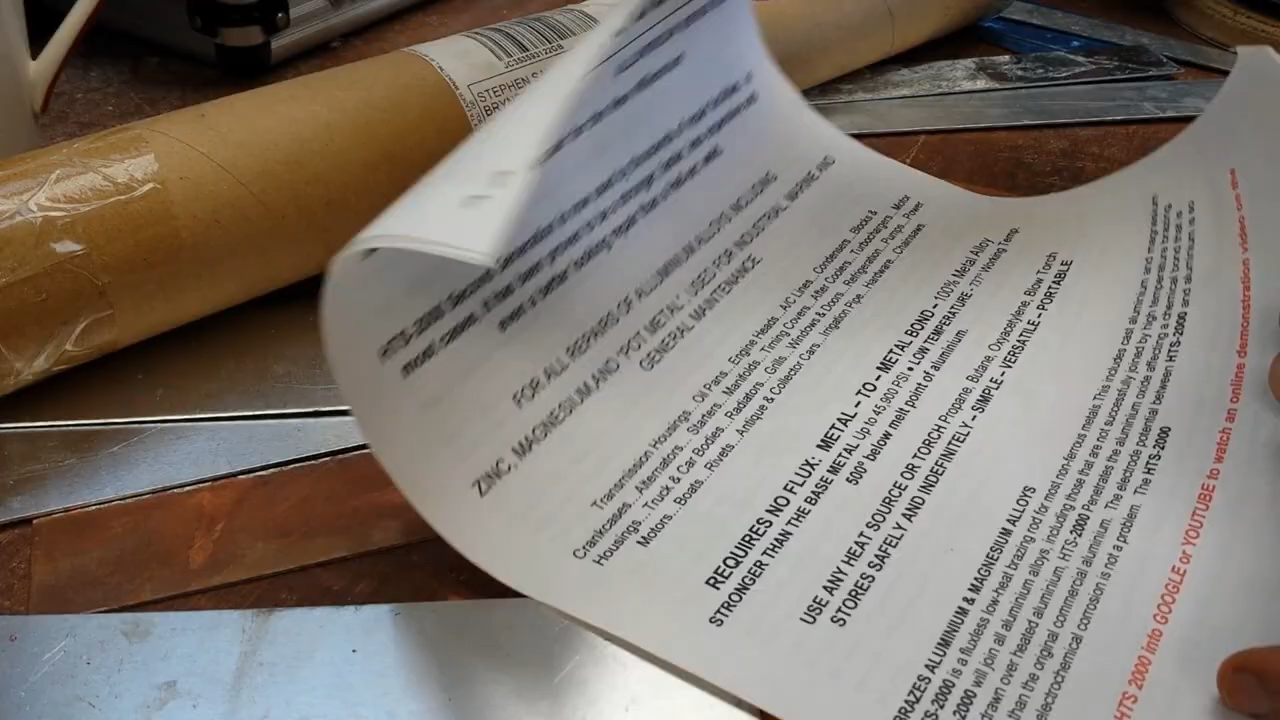 JC353593122GB
STEPHEN
HTS-2000
FOR ALL REPAIRS OF ALUMINIUM ALLOYS INCLUDING
ZINC, MAGNESIUM AND "POT METAL". USED FOR INDUSTRIAL, MARINE AND
GENERAL MAINTENANCE
Transmission Housings... Oil Pans... Engine Heads... A/C Lines... Condensers... Blocks &
Crankcases... Alternators... Starters... Manifolds... Timing Covers... After Coolers... Turbochargers... Motor
Housings... Truck & Car Bodies... Radiators... Grills... Windows & Doors... Refrigeration... Pumps... Power
Motors... Boats... Rivets... Antique & Collector Cars... Irrigation Pipe... Hardware... Chainsaws
REQUIRES NO FLUX: METAL – TO – METAL BOND – 100% Metal Alloy
STRONGER THAN THE BASE METAL Up to 45,800 PSI • LOW TEMPERATURE - 717° Working Temp.
500° below melt point of aluminium.
USE ANY HEAT SOURCE OR TORCH Propane, Butane, Oxyacetylene, Blow Torch
STORES SAFELY AND INDEFINITELY – SIMPLE – VERSATILE – PORTABLE
BRAZES ALUMINIUM & MAGNESIUM ALLOYS
HTS-2000 is a fluxless low-heat brazing rod for most non-ferrous metals. This includes cast aluminium and magnesium
2000 will join all aluminium alloys, including those that are not successfully joined by high temperature brazing.
drawn over heated aluminium, HTS-2000 Penetrates the aluminium oxide affecting a chemical bond that is
than the original commercial aluminium. The electrode potential between HTS-2000 and aluminium is so
electrochemical corrosion is not a problem. The HTS-2000
HTS 2000 into GOOGLE or YOUTUBE to watch an online demonstration video